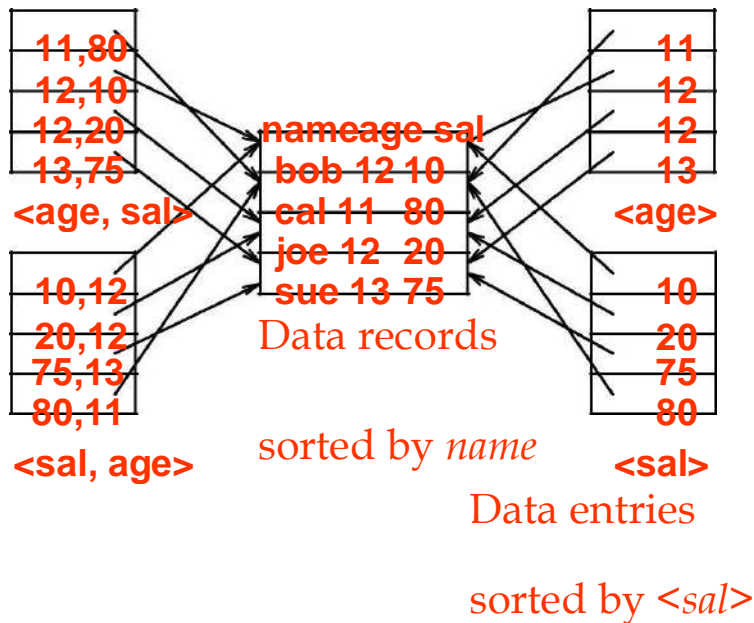 11,80
12,10
12,20
13,75
<age, sal>
10,12
20,12
75,13
80,11
<sal, age>
nameage sal
bob 12 10
cal 11 80
joe 12 20
sue 13 75
Data records
sorted by name
11
12
12
13
<age>
10
20
75
80
<sal>
Data entries
sorted by <sal>